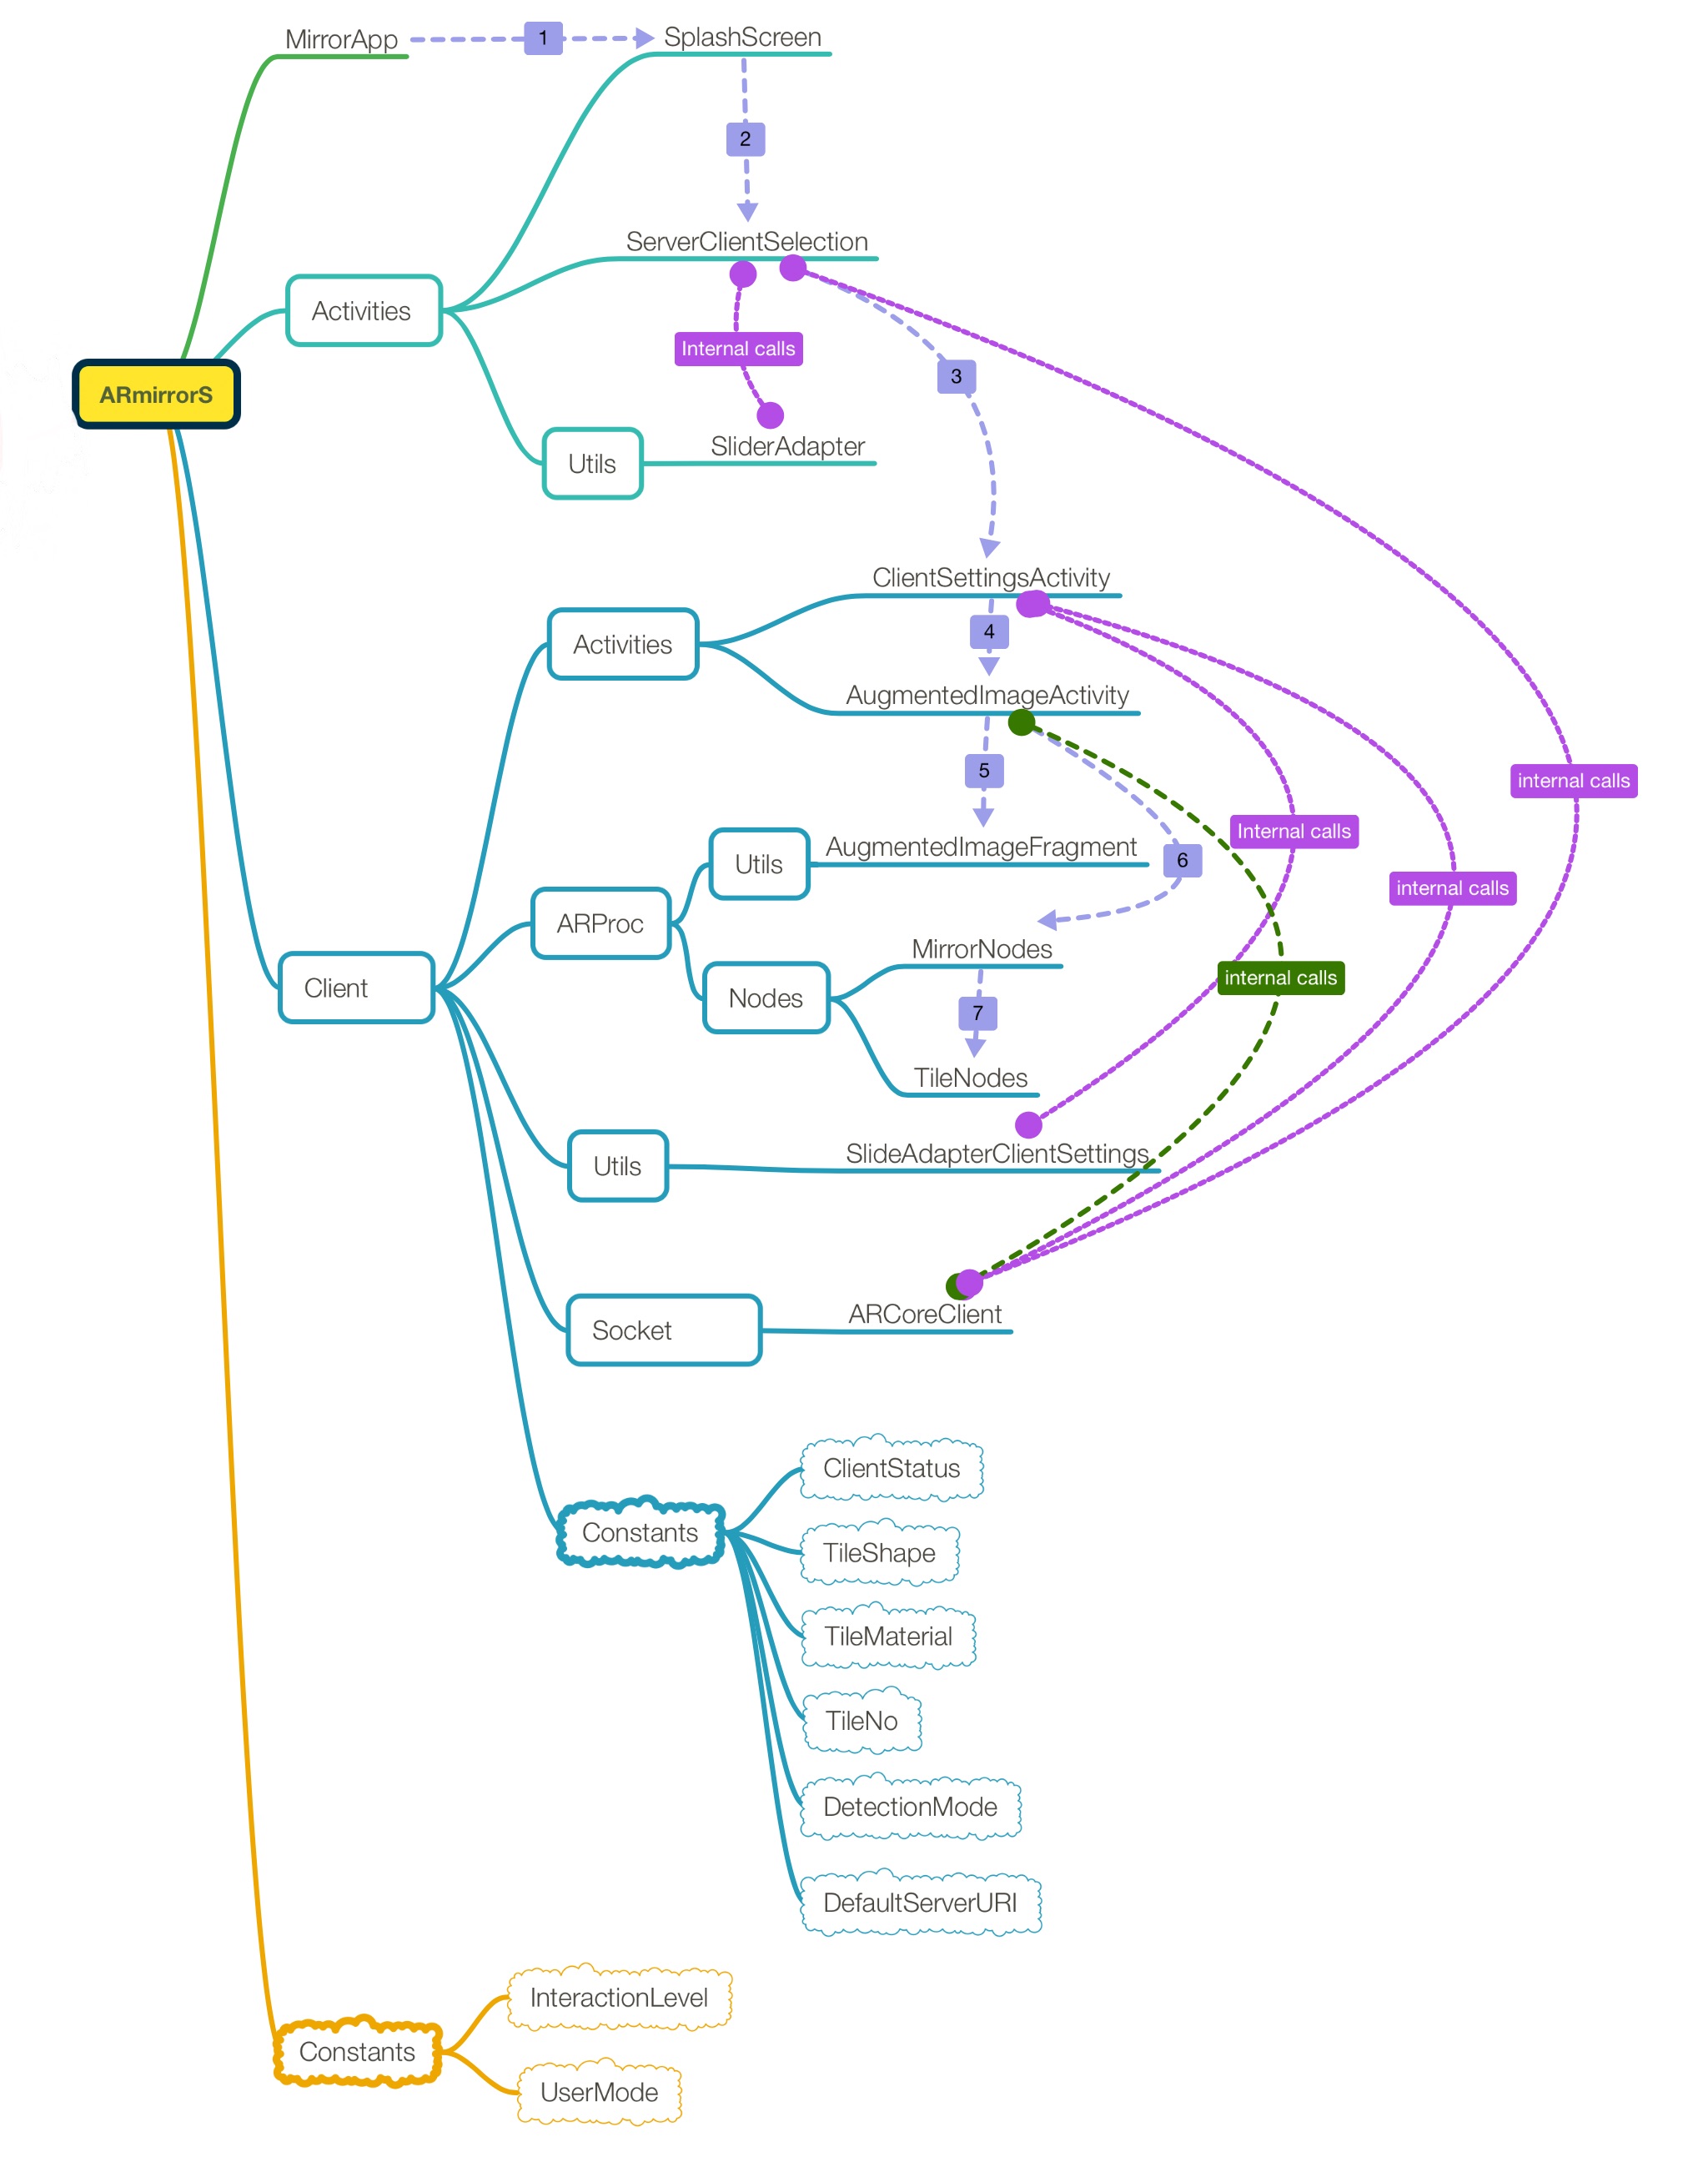 MirrorApp
1
SplashScreen
2
ServerClientSelection
Activities
Internal calls
3
ARmirrorS
SliderAdapter
Utils
ClientSettingsActivity
4
Activities
AugmentedImageActivity
5
internal calls
Internal calls
AugmentedImageFragment
Utils
6
internal calls
ARProc
MirrorNodes
internal calls
Client
Nodes
7
TileNodes
SlideAdapterClientSettings
Utils
ARCoreClient
Socket
ClientStatus
Constants
TileShape
TileMaterial
TileNo
DetectionMode
DefaultServerURI
InteractionLevel
Constants
UserMode